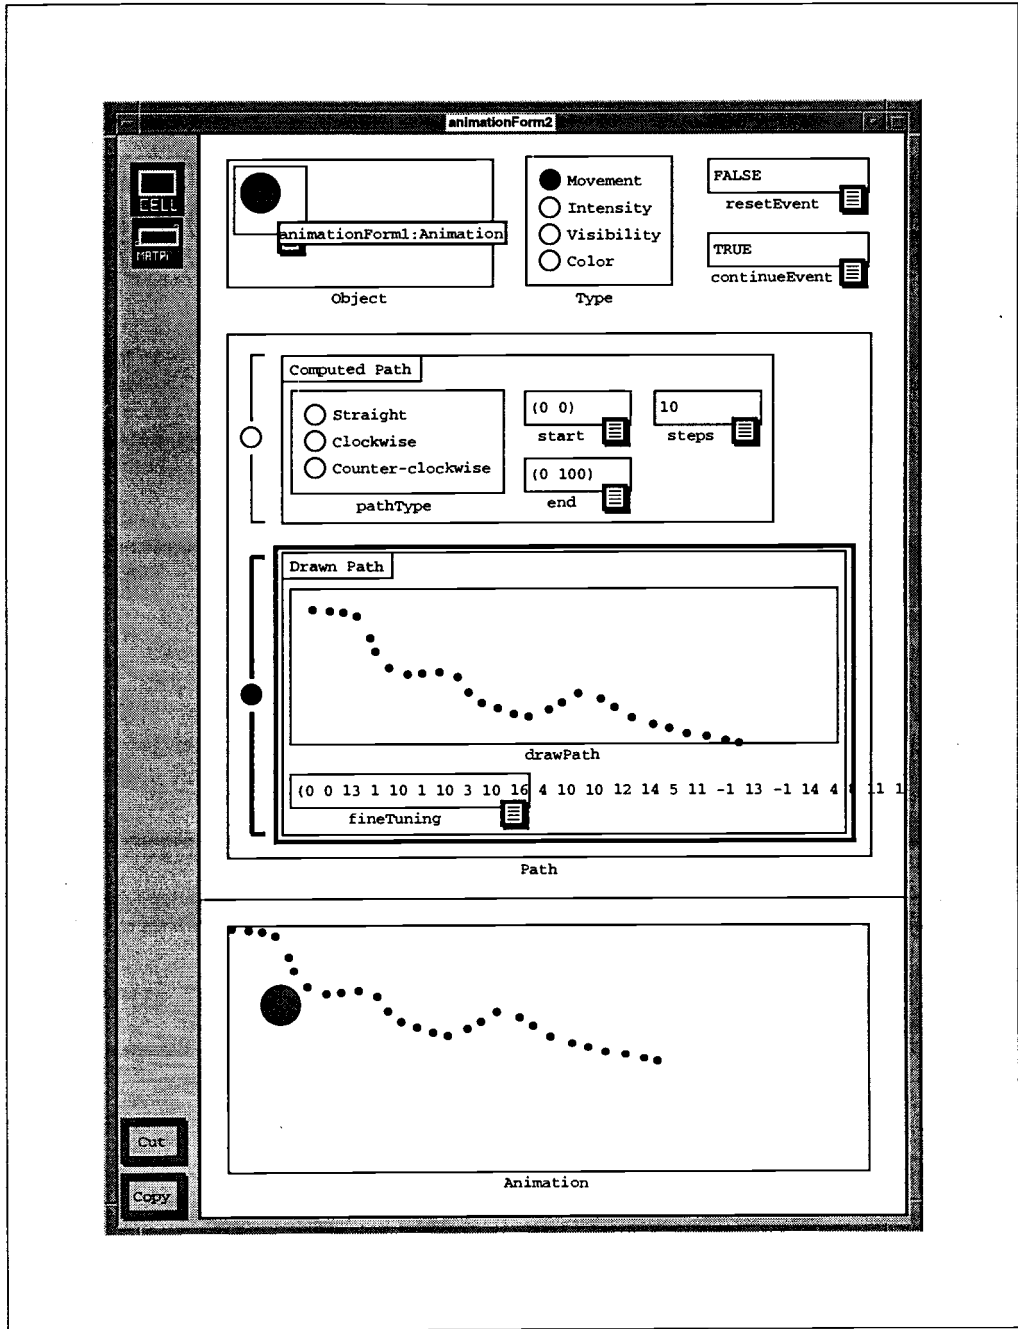 animationForm2
CELL
animationForm1:Animation
Object
Movement
Intensity
Visibility
Color
Type
FALSE
resetEvent
TRUE
continueEvent
Computed Path
Straight
Clockwise
Counter-clockwise
pathType
(0 0)
start
10
steps
(0 100)
end
Drawn Path
drawPath
(0 0 13 1 10 1 10 3 10 16 4 10 10 12 14 5 11 -1 13 -1 14 4 8 11 1
fineTuning
Path
Animation
Cut
Copy